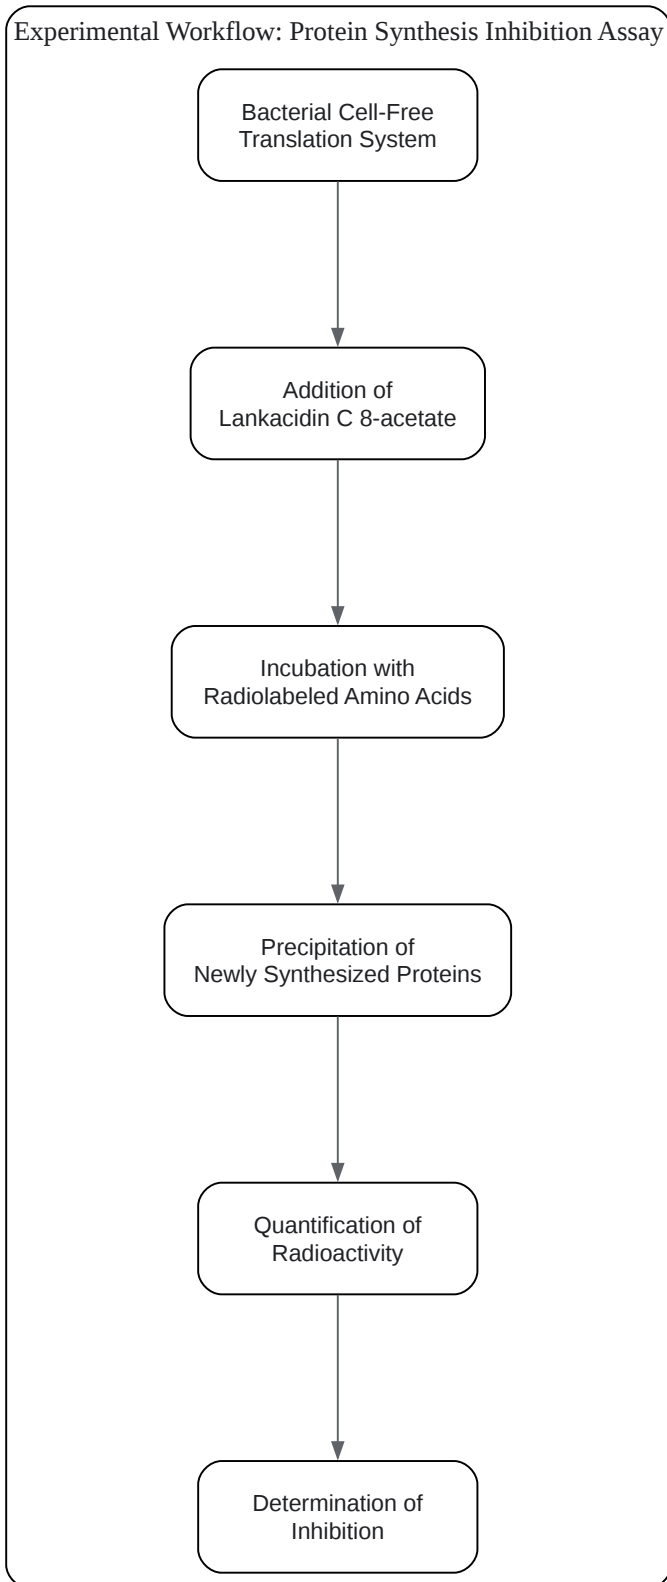 Experimental Workflow: Protein Synthesis Inhibition Assay
Bacterial Cell-Free
Translation System
Addition of
Lankacidin C 8-acetate
Incubation with
Radiolabeled Amino Acids
Precipitation of
Newly Synthesized Proteins
Quantification of
Radioactivity
Determination of
Inhibition